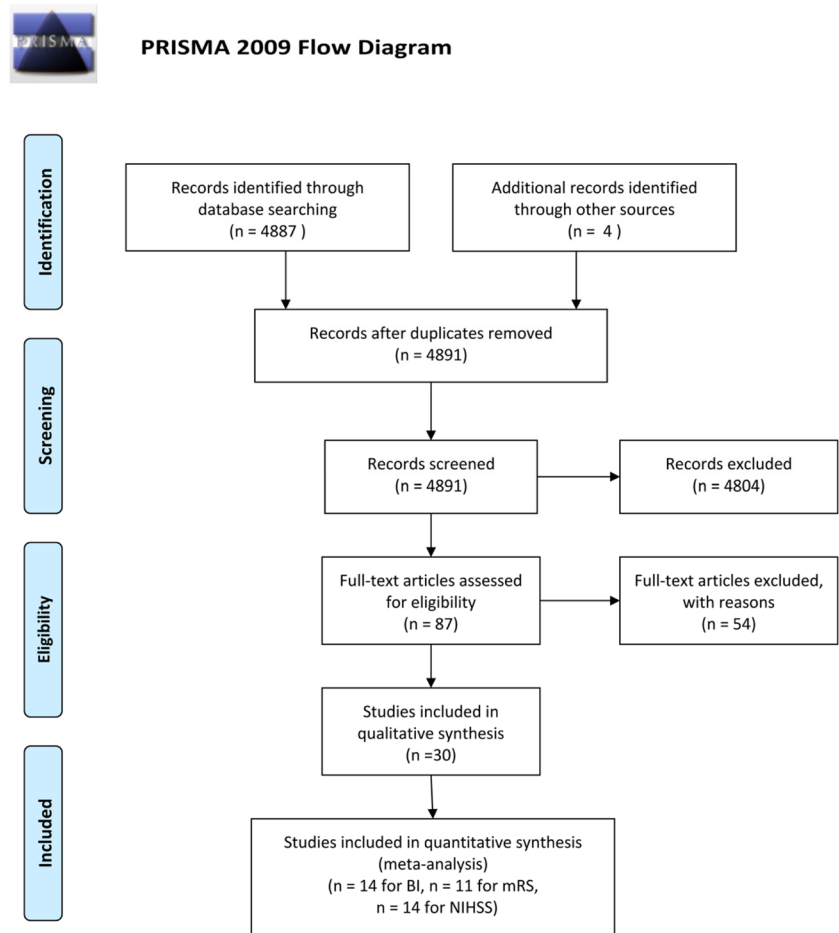 PRISMA
PRISMA 2009 Flow Diagram
Identification
Records identified through
database searching
(n = 4887 )
Additional records identified
through other sources
(n = 4 )
Records after duplicates removed
(n = 4891)
Screening
Records screened
(n = 4891)
Records excluded
(n = 4804)
Eligibility
Full-text articles assessed
for eligibility
(n = 87)
Full-text articles excluded,
with reasons
(n = 54)
Studies included in
qualitative synthesis
(n =30)
Included
Studies included in quantitative synthesis
(meta-analysis)
(n = 14 for BI, n = 11 for mRS,
n = 14 for NIHSS)